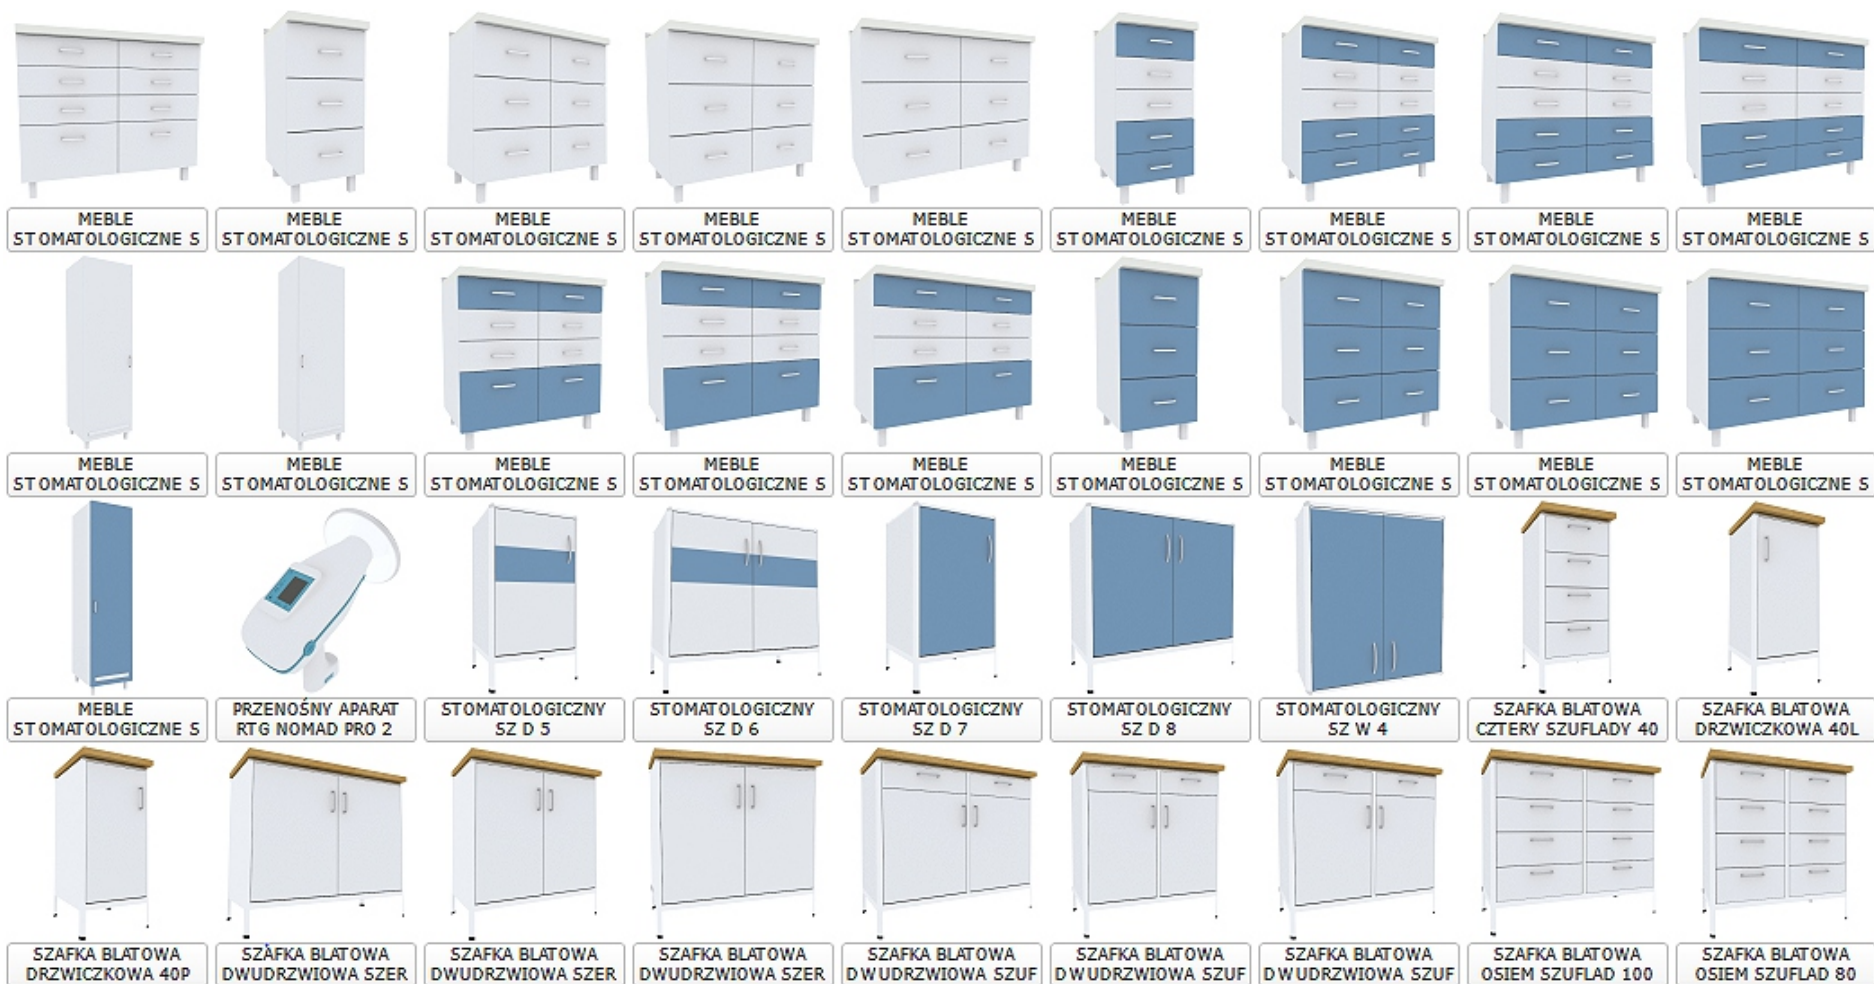 MEBLE
STOMATOLOGICZNE S
MEBLE
STOMATOLOGICZNE S
MEBLE
STOMATOLOGICZNE S
MEBLE
STOMATOLOGICZNE S
MEBLE
STOMATOLOGICZNE S
MEBLE
STOMATOLOGICZNE S
MEBLE
STOMATOLOGICZNE S
MEBLE
STOMATOLOGICZNE S
MEBLE
STOMATOLOGICZNE S
MEBLE
STOMATOLOGICZNE S
MEBLE
STOMATOLOGICZNE S
MEBLE
STOMATOLOGICZNE S
MEBLE
STOMATOLOGICZNE S
MEBLE
STOMATOLOGICZNE S
MEBLE
STOMATOLOGICZNE S
MEBLE
STOMATOLOGICZNE S
MEBLE
STOMATOLOGICZNE S
MEBLE
STOMATOLOGICZNE S
MEBLE
STOMATOLOGICZNE S
PRZENOŚNY APARAT
RTG NOMAD PRO 2
STOMATOLOGICZNY
SZ D 5
STOMATOLOGICZNY
SZ D 6
STOMATOLOGICZNY
SZ D 7
STOMATOLOGICZNY
SZ D 8
STOMATOLOGICZNY
SZ W 4
SZAFKA BLATOWA
CZTERY SZUFLADY 40
SZAFKA BLATOWA
DRZWICZKOWA 40L
SZAFKA BLATOWA
DRZWICZKOWA 40P
SZAFKA BLATOWA
DWUDRZWIOWA SZER
SZAFKA BLATOWA
DWUDRZWIOWA SZER
SZAFKA BLATOWA
DWUDRZWIOWA SZER
SZAFKA BLATOWA
DWUDRZWIOWA SZUF
SZAFKA BLATOWA
DWUDRZWIOWA SZUF
SZAFKA BLATOWA
DWUDRZWIOWA SZUF
SZAFKA BLATOWA
OSIEM SZUFLAD 100
SZAFKA BLATOWA
OSIEM SZUFLAD 80